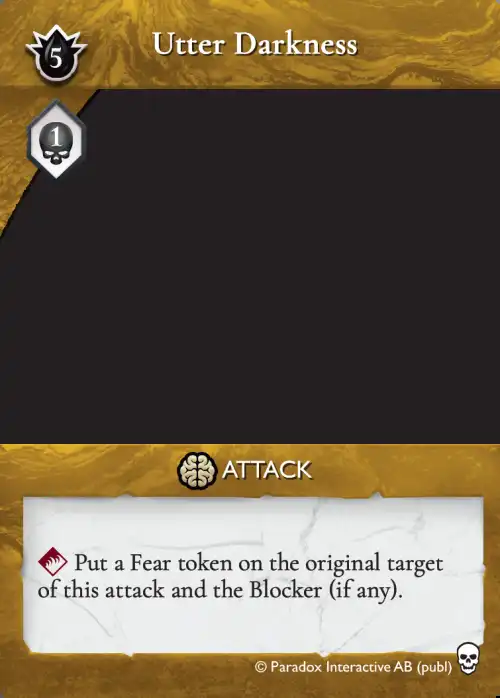 5
Utter Darkness
1
ATTACK
Put a Fear token on the original target
of this attack and the Blocker (if any).
© Paradox Interactive AB (publ)